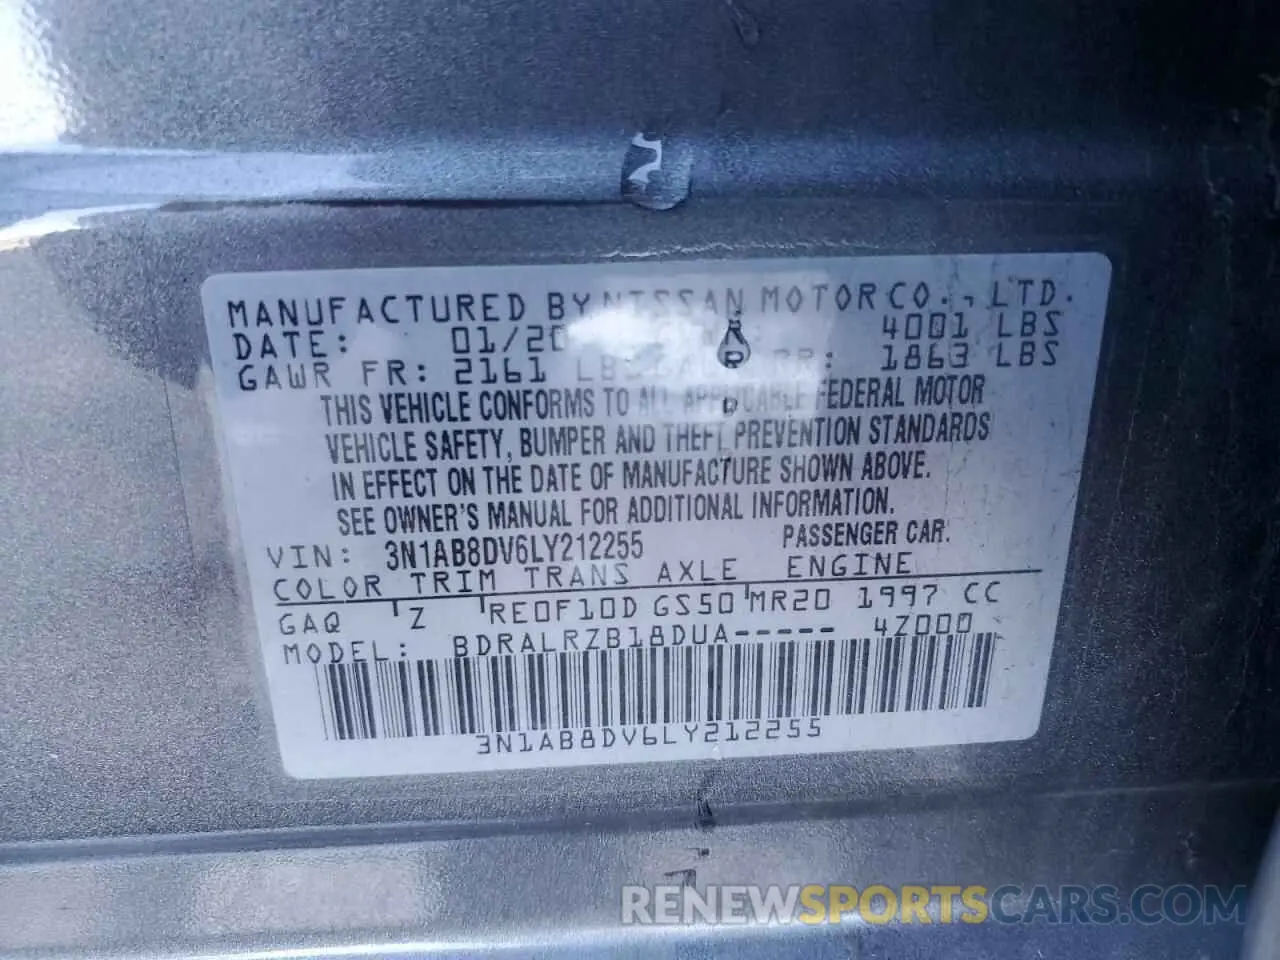 MANUFACTURED BY NISSAN MOTOR CO., LTD.
DATE: 01/20 4001 LBS
GAWR FR: 2161 RR: 1863 LBS
THIS VEHICLE CONFORMS TO ALL APPLICABLE FEDERAL MOTOR
VEHICLE SAFETY, BUMPER AND THEFT PREVENTION STANDARDS
IN EFFECT ON THE DATE OF MANUFACTURE SHOWN ABOVE.
SEE OWNER'S MANUAL FOR ADDITIONAL INFORMATION.
VIN: 3N1AB8DV6LY212255 PASSENGER CAR.
COLOR TRIM TRANS AXLE ENGINE
GAQ Z RE0F10D GS50 MR20 1997 CC
MODEL: BDRALRZB18DUA----- 4Z000
3N1AB8DV6LY212255
RENEWSPORTSCARS.COM